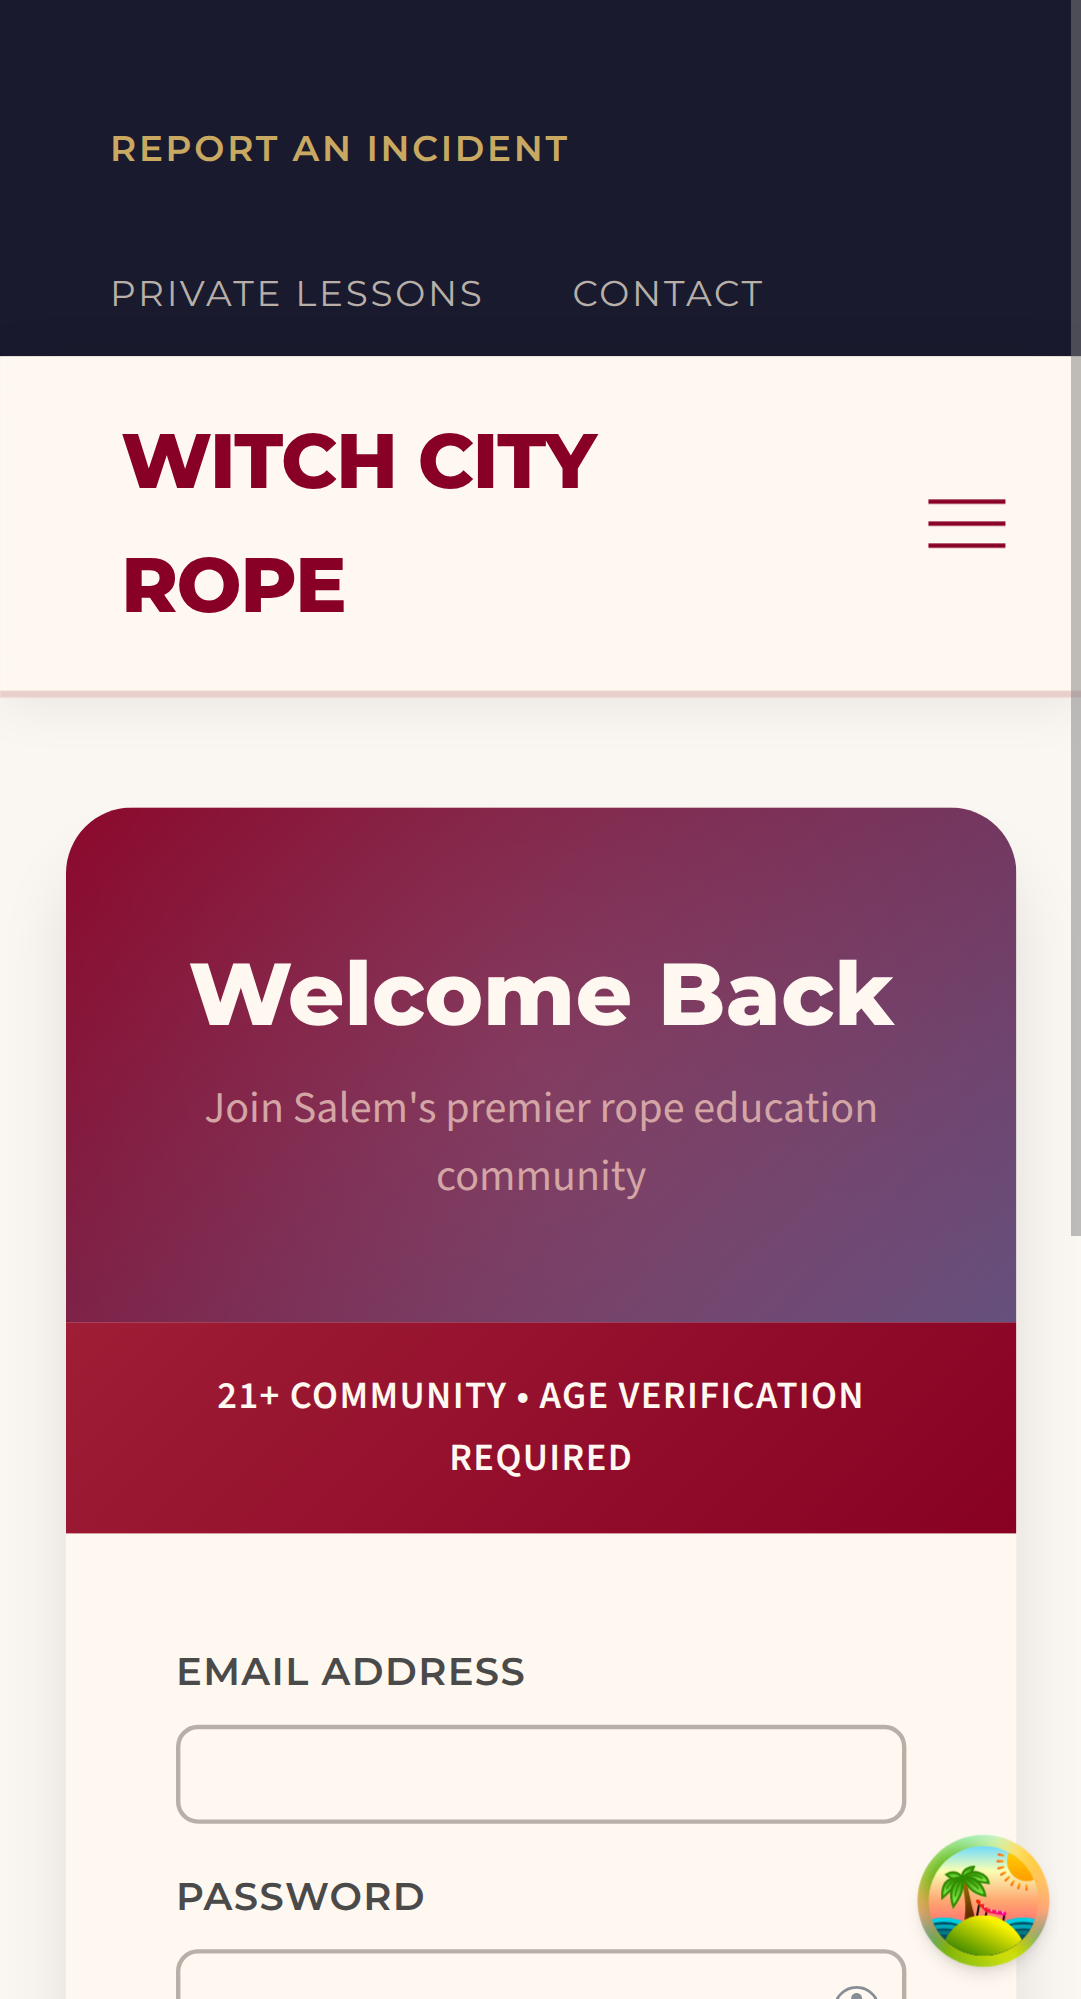 REPORT AN INCIDENT
PRIVATE LESSONS CONTACT
WITCH CITY
ROPE
Welcome Back
Join Salem's premier rope education
community
21+ COMMUNITY • AGE VERIFICATION
REQUIRED
EMAIL ADDRESS
PASSWORD